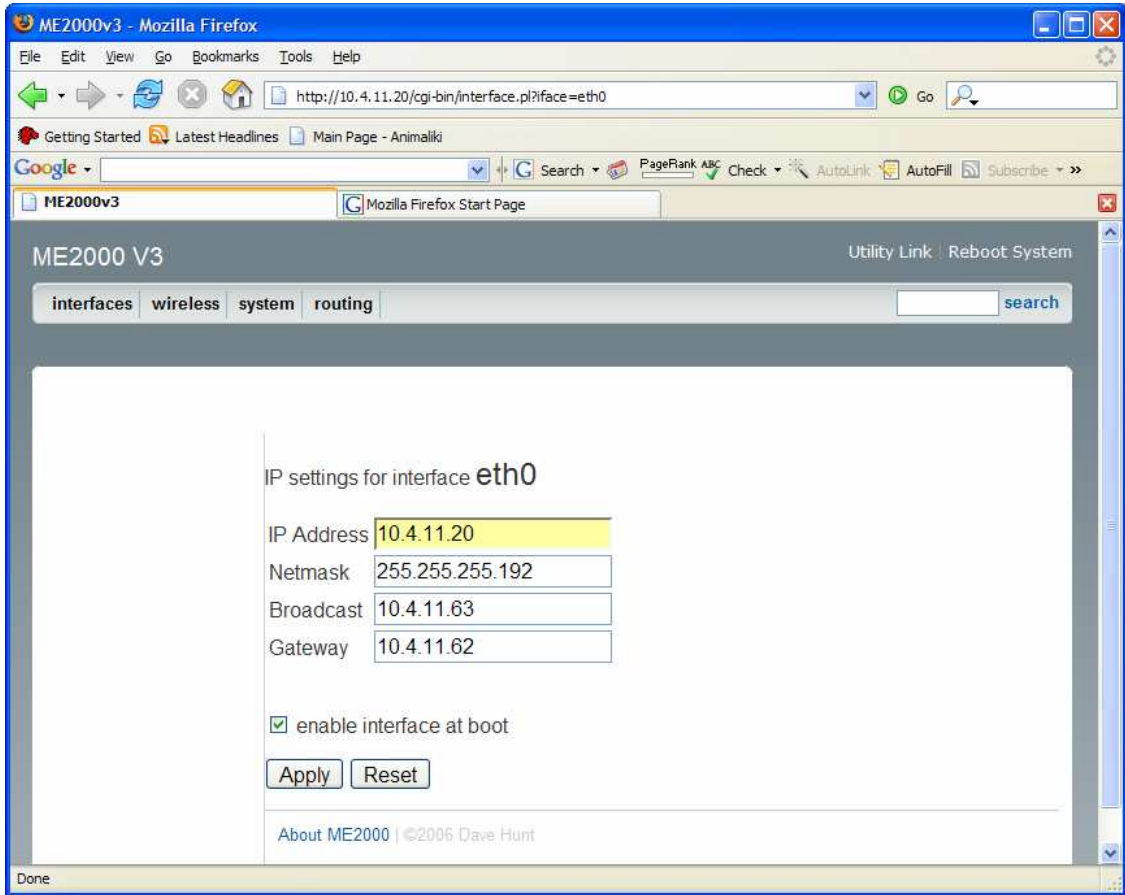 ME2000v3 - Mozilla Firefox
File Edit View Go Bookmarks Tools Help
http://10.4.11.20/cgi-bin/interface.pl?iface=eth0 Go
Getting Started Latest Headlines Main Page - Animaliki
Google Search PageRank ABC Check AutoLink AutoFill Subscribe »
ME2000v3 G Mozilla Firefox Start Page
ME2000 V3 Utility Link | Reboot System
interfaces wireless system routing search
IP settings for interface eth0
IP Address 10.4.11.20
Netmask 255.255.255.192
Broadcast 10.4.11.63
Gateway 10.4.11.62
enable interface at boot
Apply Reset
About ME2000 | ©2006 Dave Hunt
Done